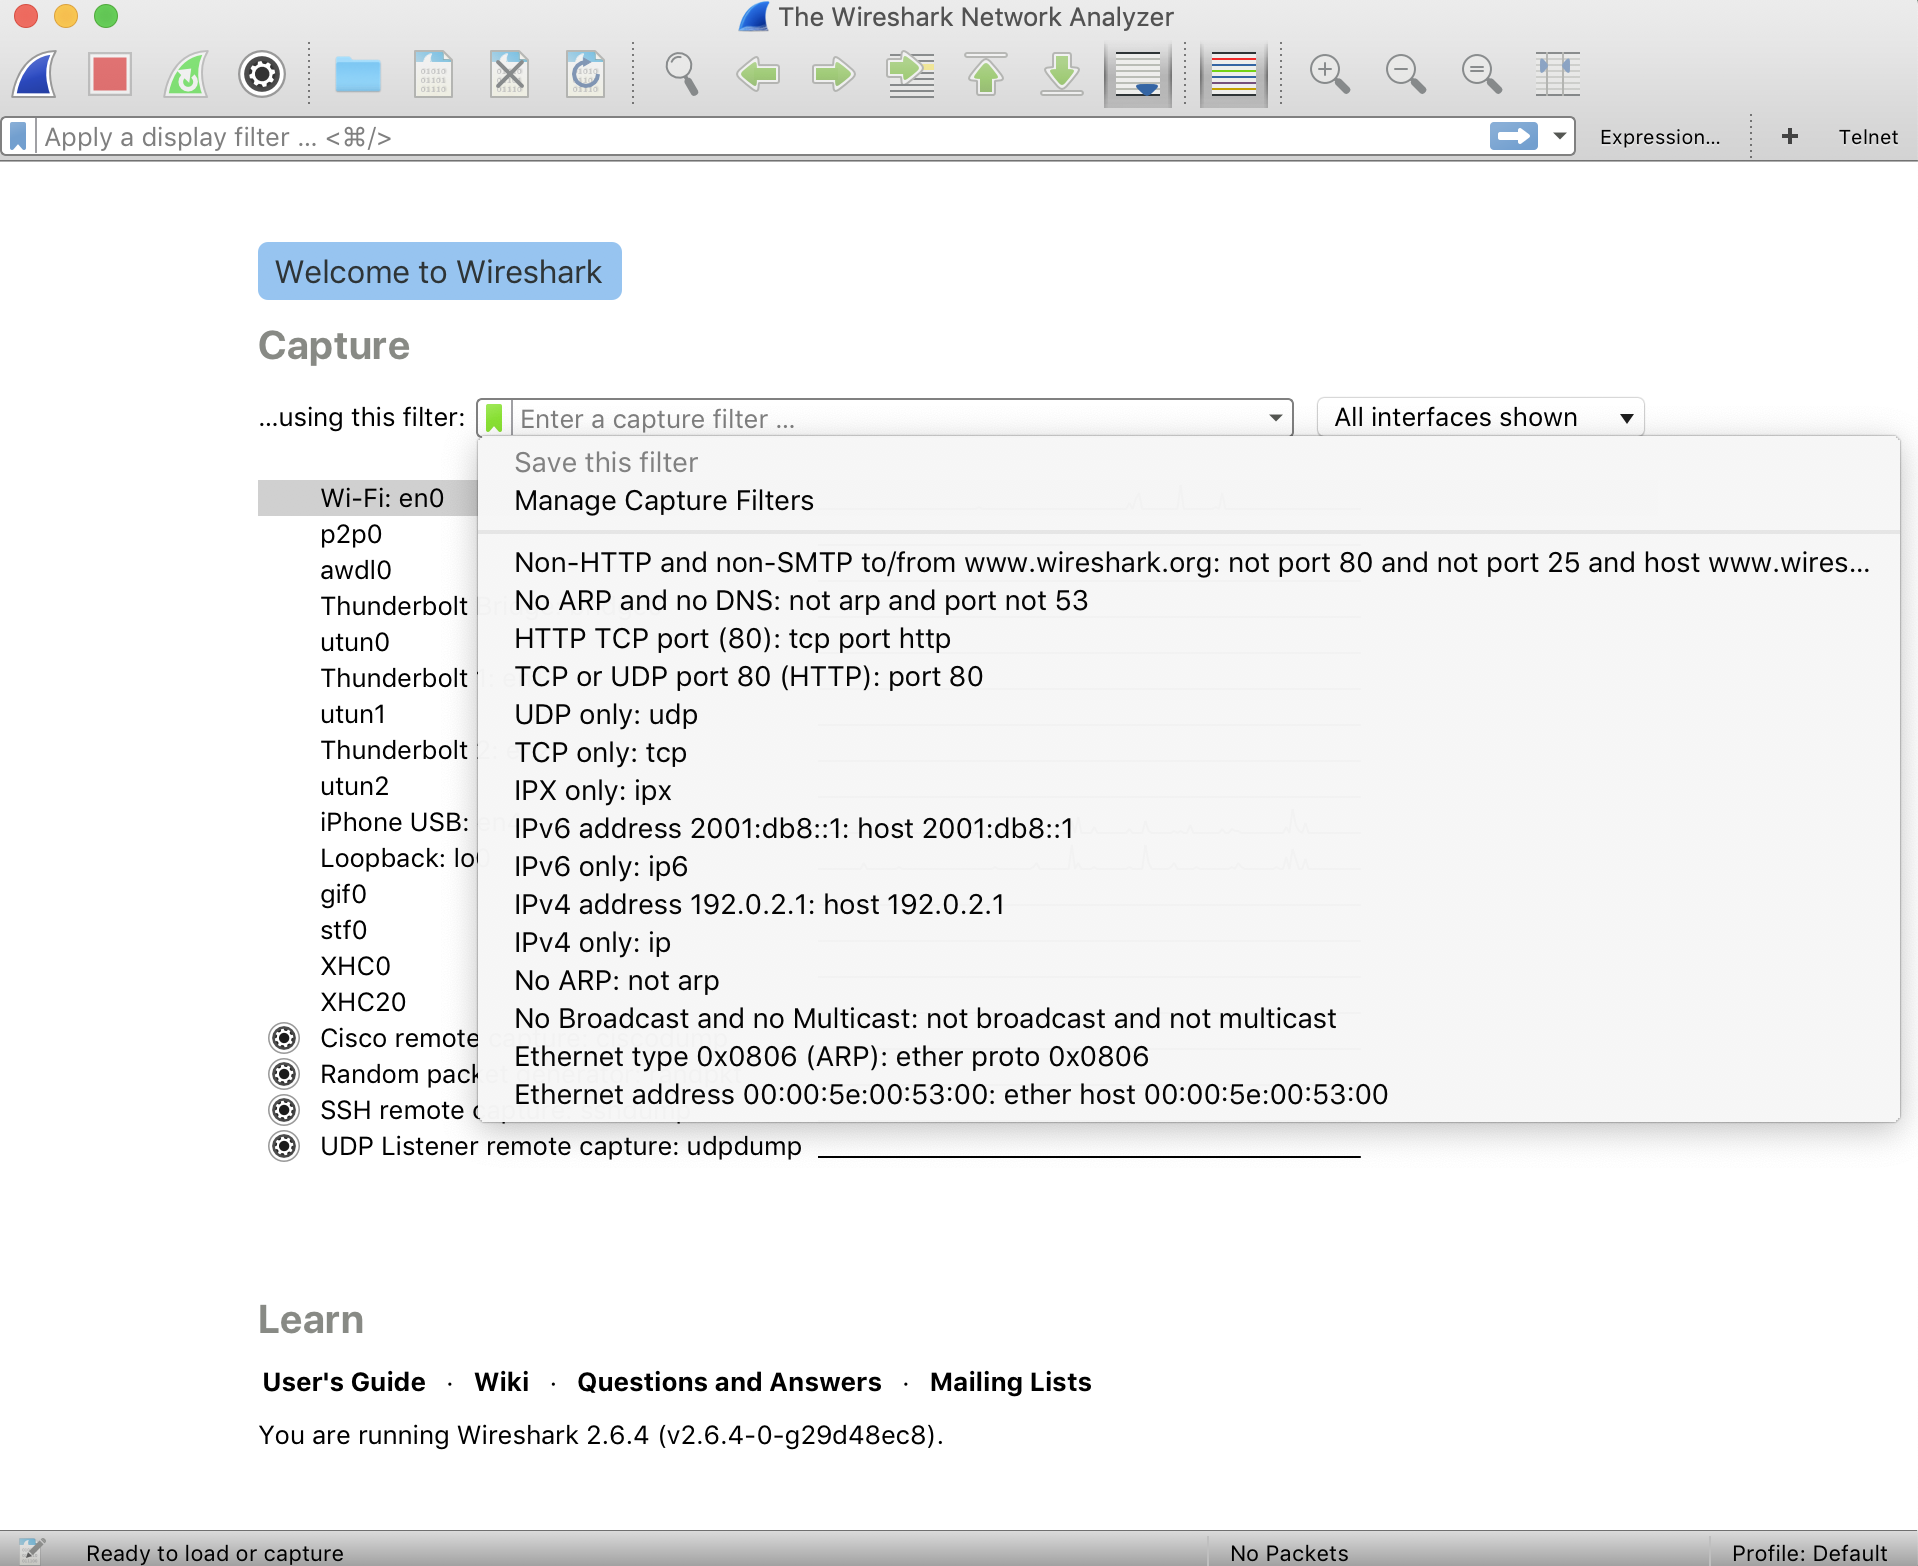 The Wireshark Network Analyzer
Apply a display filter ... <⌘/>
Expression...
+
Telnet
Welcome to Wireshark
Capture
...using this filter:
Enter a capture filter ...
All interfaces shown
Save this filter
Manage Capture Filters
Non-HTTP and non-SMTP to/from www.wireshark.org: not port 80 and not port 25 and host www.wires...
No ARP and no DNS: not arp and port not 53
HTTP TCP port (80): tcp port http
TCP or UDP port 80 (HTTP): port 80
UDP only: udp
TCP only: tcp
IPX only: ipx
IPv6 address 2001:db8::1: host 2001:db8::1
IPv6 only: ip6
IPv4 address 192.0.2.1: host 192.0.2.1
IPv4 only: ip
No ARP: not arp
No Broadcast and no Multicast: not broadcast and not multicast
Ethernet type 0x0806 (ARP): ether proto 0x0806
Ethernet address 00:00:5e:00:53:00: ether host 00:00:5e:00:53:00
Wi-Fi: en0
p2p0
awdl0
Thunderbolt
utun0
Thunderbolt
utun1
Thunderbolt
utun2
iPhone USB:
Loopback: lo0
gif0
stf0
XHC0
XHC20
Cisco remote
Random packet
SSH remote
UDP Listener remote capture: udpdump
Learn
User's Guide · Wiki · Questions and Answers · Mailing Lists
You are running Wireshark 2.6.4 (v2.6.4-0-g29d48ec8).
Ready to load or capture
No Packets
Profile: Default